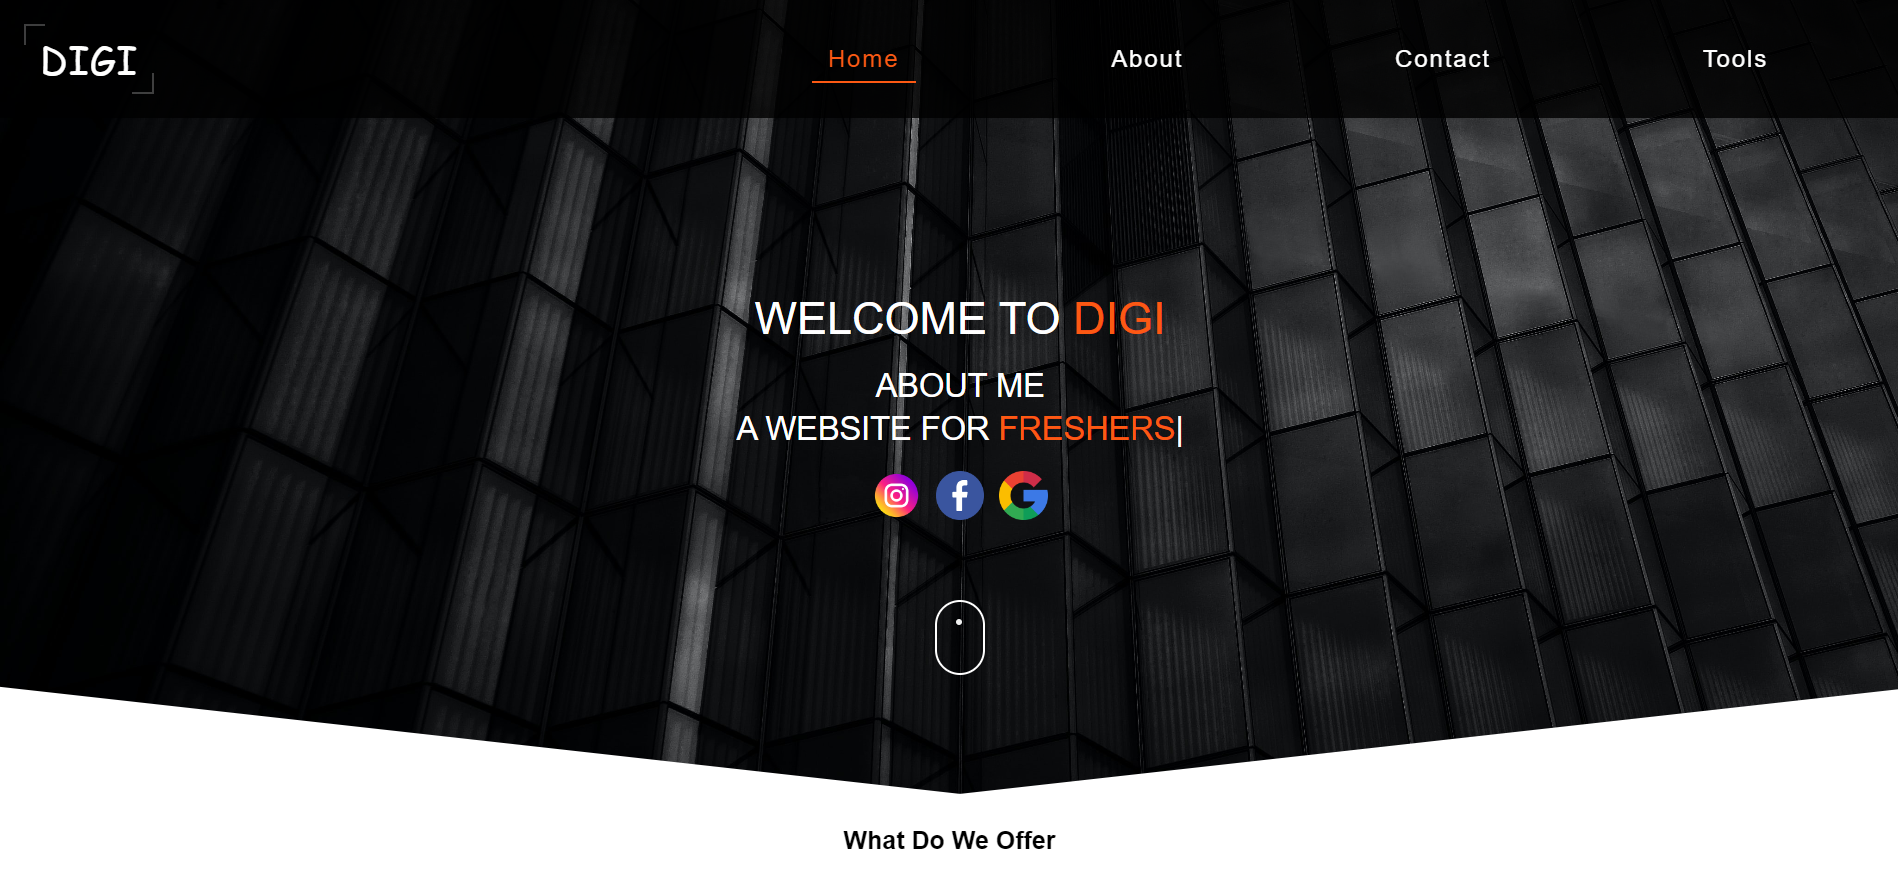 DIGI
Home About Contact Tools
WELCOME TO DIGI
ABOUT ME
A WEBSITE FOR FRESHERS|
What Do We Offer